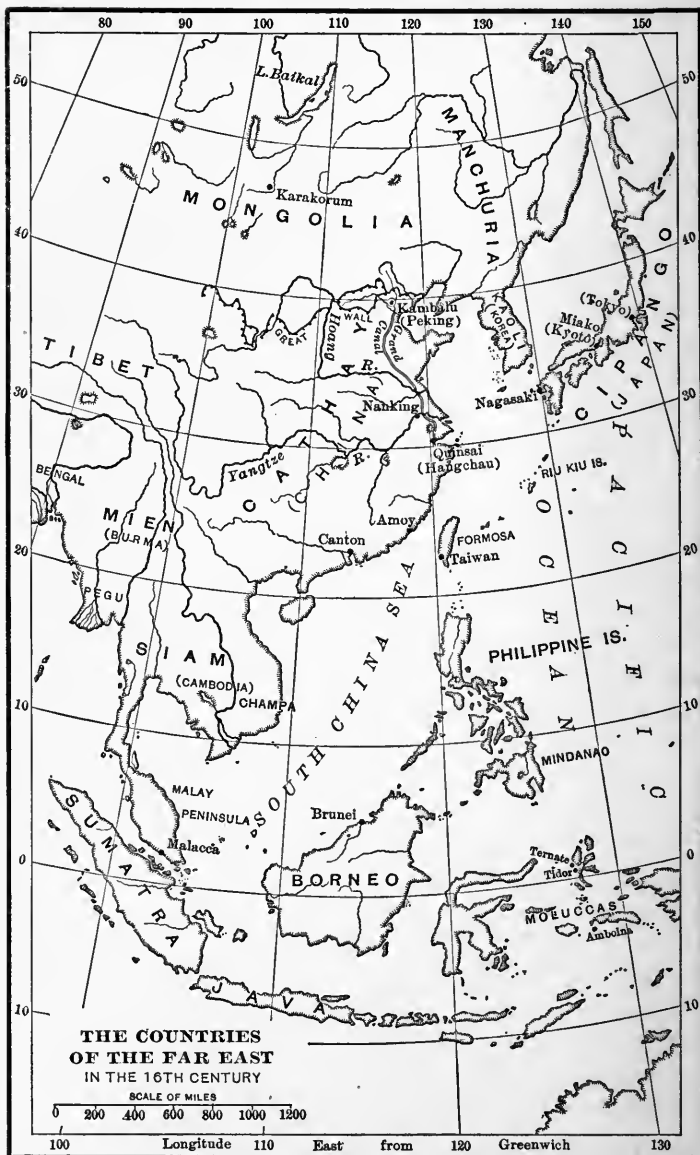 80 90 100 110 120 130 140 150 160
50
L. Baikal
MANCHURIA
50
Karakorum
MONGOLIA
40
40
Kambalu
(Peking)
GREAT WALL
Hoang R.
Grand Canal
KAOLI
KOREA
(Tokyo)
Miako
(Kyoto)
CIPANGO
(JAPAN)
TIBET
30
Nanking
Nagasaki
30
CATHAY
CHINA
Quinsai
(Hangchau)
Yangtze R.
RIU KIU IS.
BENGAL
MIEN
(BURMA)
Amoy
Canton
FORMOSA
Taiwan
20
20
PEGU
PACIFIC
OCEAN
SOUTH CHINA SEA
SIAM
(CAMBODIA)
CHAMPA
PHILIPPINE IS.
10
10
MINDANAO
MALAY
PENINSULA
Brunei
SUMATRA
Malacca
0
Ternate
Tidor
0
BORNEO
MOLUCCAS
Amboina
JAVA
10
10
THE COUNTRIES
OF THE FAR EAST
IN THE 16TH CENTURY
SCALE OF MILES
0 200 400 600 800 1000 1200
100 Longitude 110 East from 120 Greenwich 130